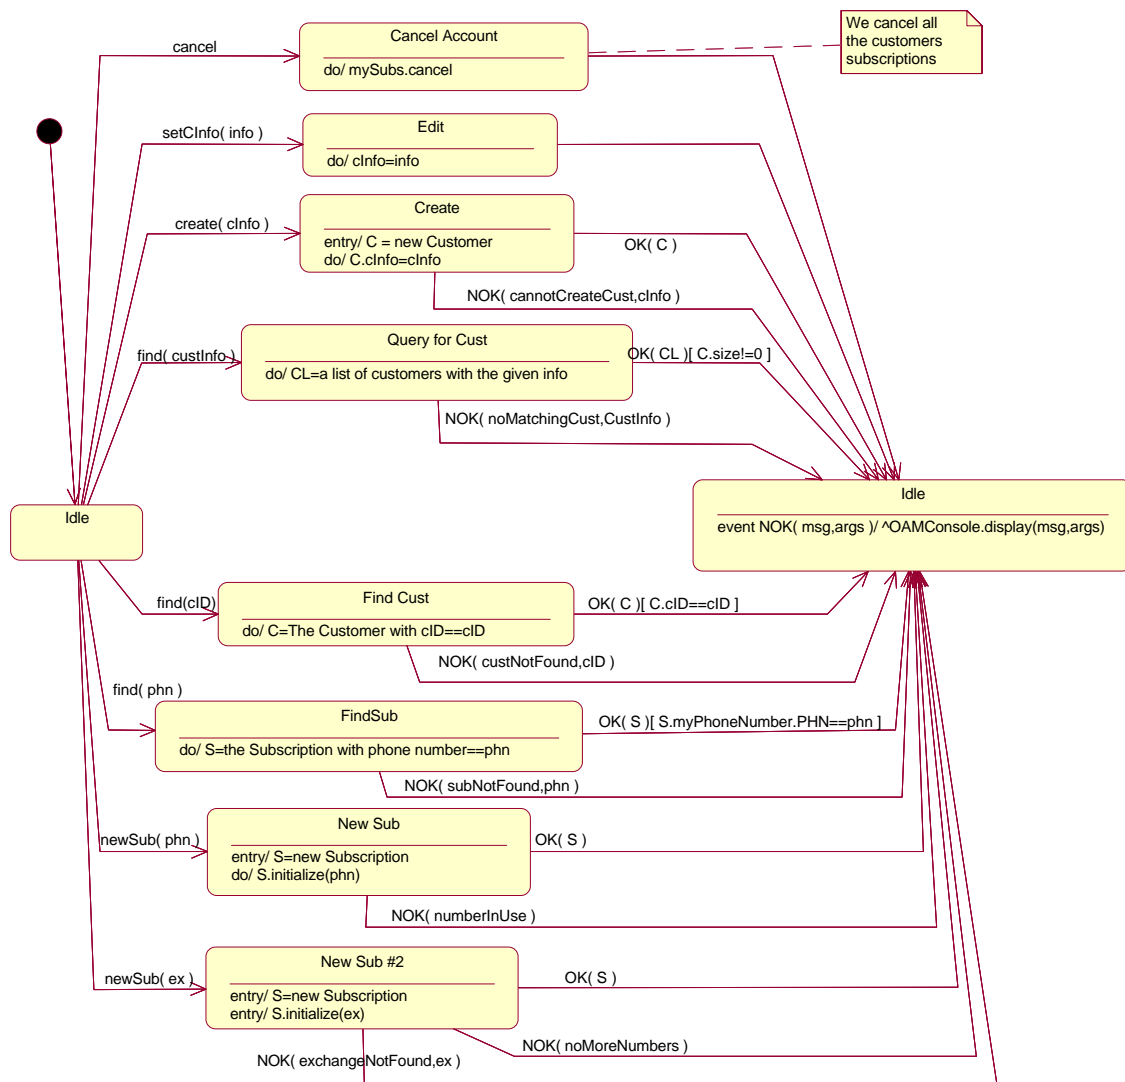 Cancel Account
We cancel all
the customers
subscriptions
cancel
do/ mySubs.cancel
Edit
setCInfo( info )
do/ cInfo=info
Create
create( cInfo )
entry/ C = new Customer
do/ C.cInfo=cInfo
OK( C )
NOK( cannotCreateCust,cInfo )
Query for Cust
find( custInfo )
do/ CL=a list of customers with the given info
OK( CL )[ C.size!=0 ]
NOK( noMatchingCust,CustInfo )
Idle
event NOK( msg,args )/ ^OAMConsole.display(msg,args)
Idle
Find Cust
find(cID)
do/ C=The Customer with cID==cID
OK( C )[ C.cID==cID ]
NOK( custNotFound,cID )
find( phn )
FindSub
do/ S=the Subscription with phone number==phn
OK( S )[ S.myPhoneNumber.PHN==phn ]
NOK( subNotFound,phn )
New Sub
newSub( phn )
entry/ S=new Subscription
do/ S.initialize(phn)
OK( S )
NOK( numberInUse )
New Sub #2
newSub( ex )
entry/ S=new Subscription
entry/ S.initialize(ex)
OK( S )
NOK( noMoreNumbers )
NOK( exchangeNotFound,ex )